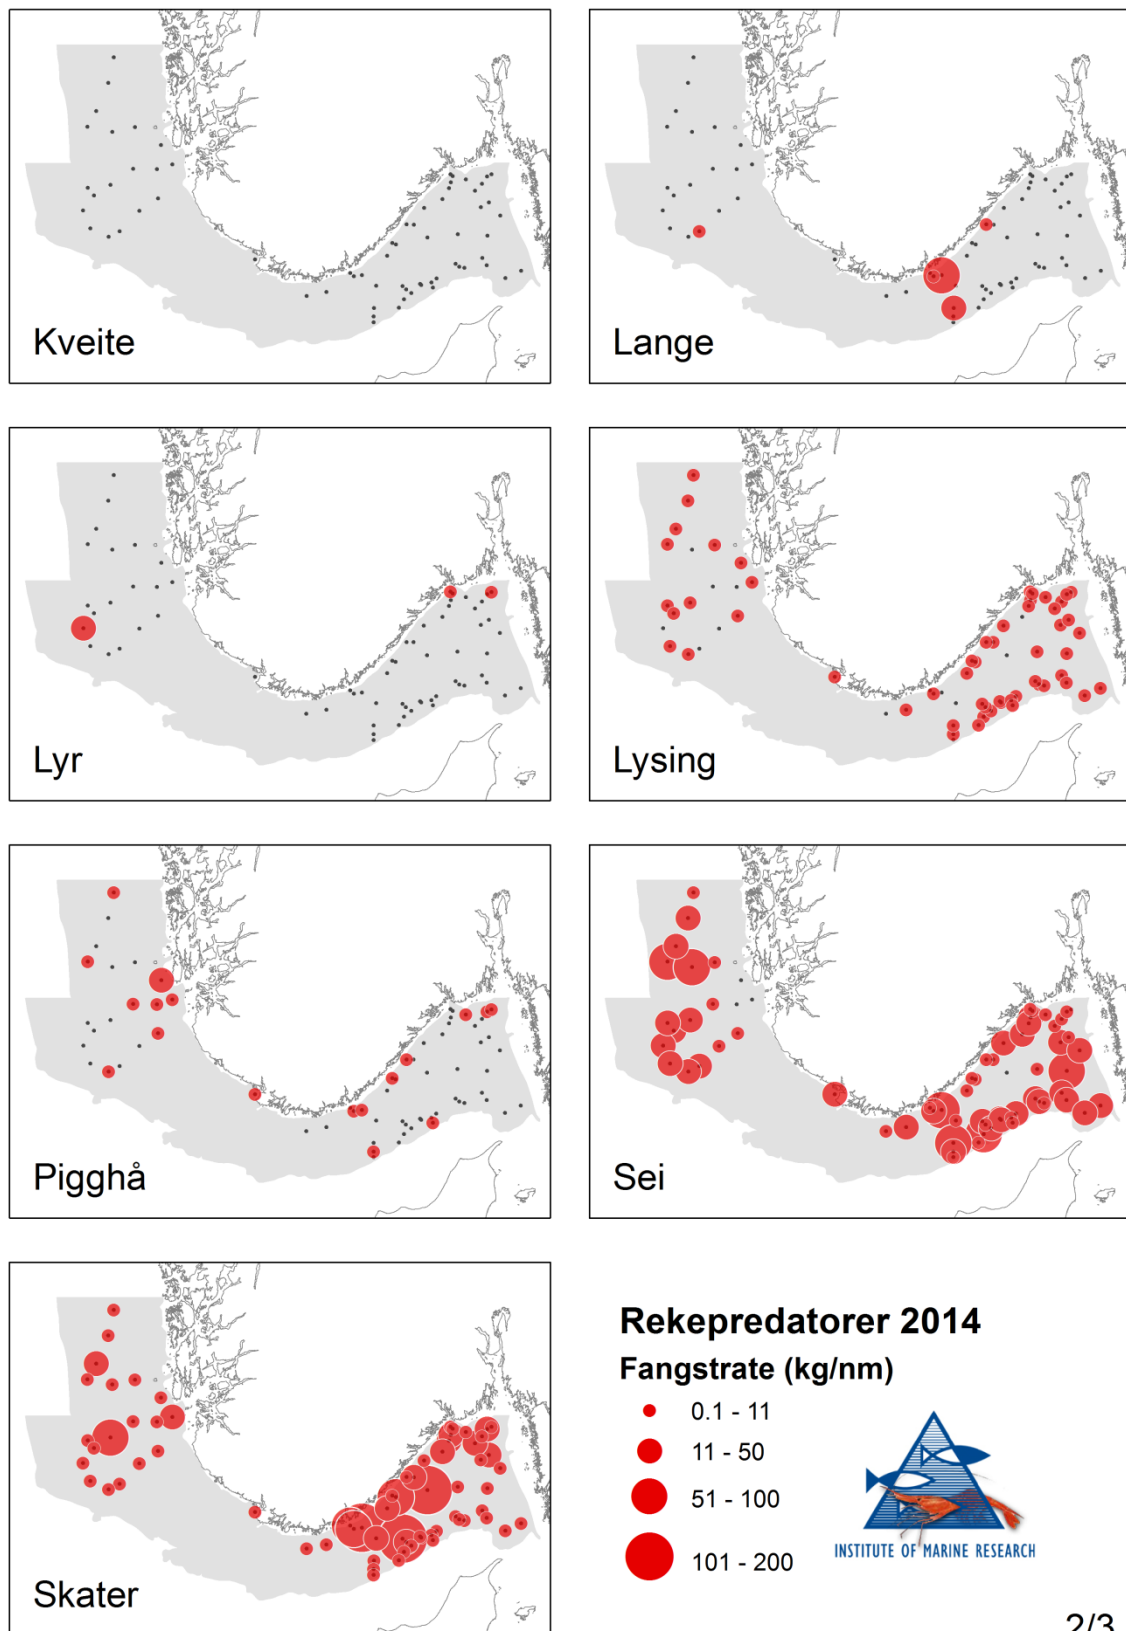 Kveite
Lange
Lyr
Lysing
Pigghå
Sei
Skater
Rekepredatorer 2014
Fangstrate (kg/nm)
0.1 - 11
11 - 50
51 - 100
101 - 200
INSTITUTE OF MARINE RESEARCH
2/3